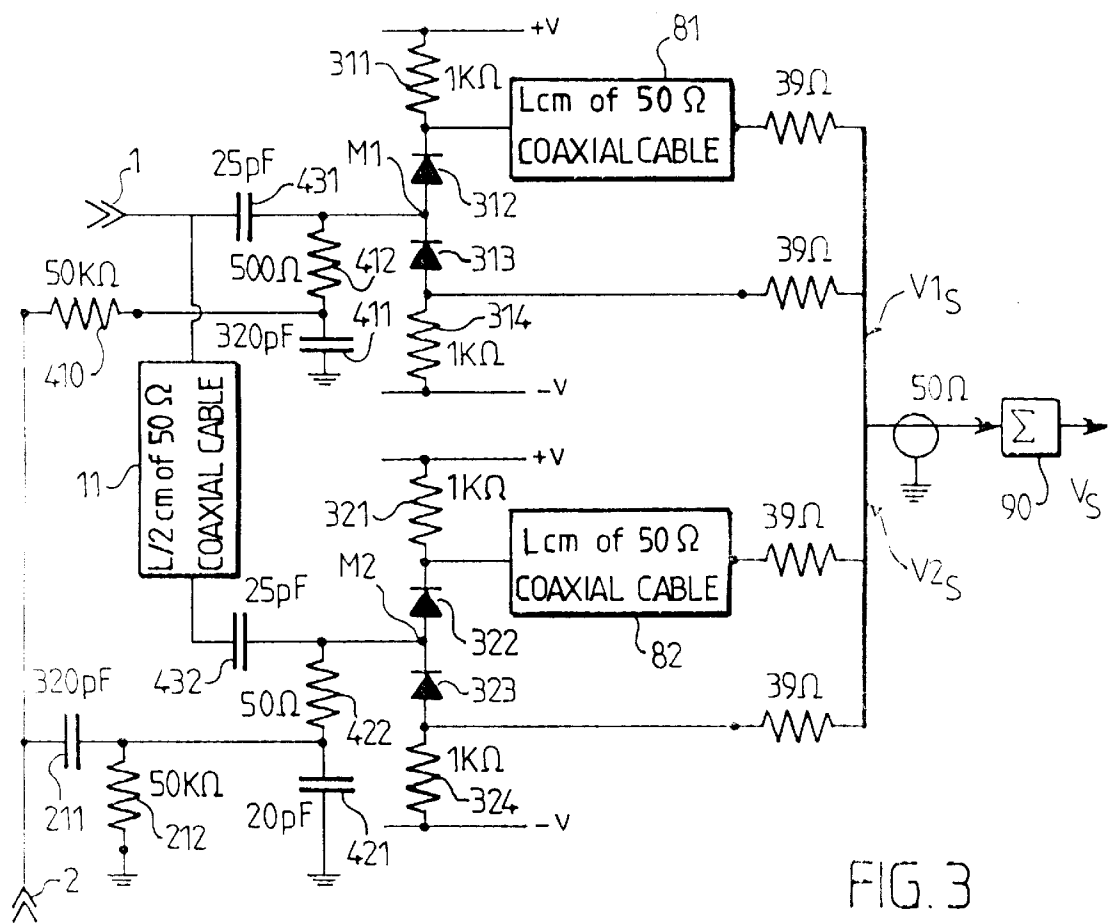 +V
81
311
1KΩ
Lcm of 50 Ω
COAXIAL CABLE
39Ω
1
25pF
431
M1
312
50KΩ
500Ω
412
313
39Ω
410
320pF
411
314
1KΩ
V1S
-V
50Ω
Σ
11
L/2 cm of 50 Ω
COAXIAL CABLE
+V
321
1KΩ
90
VS
Lcm of 50 Ω
COAXIAL CABLE
39Ω
M2
V2S
25pF
322
82
432
320pF
50Ω
422
323
39Ω
211
50KΩ
212
20pF
421
1KΩ
324
-V
2
FIG. 3